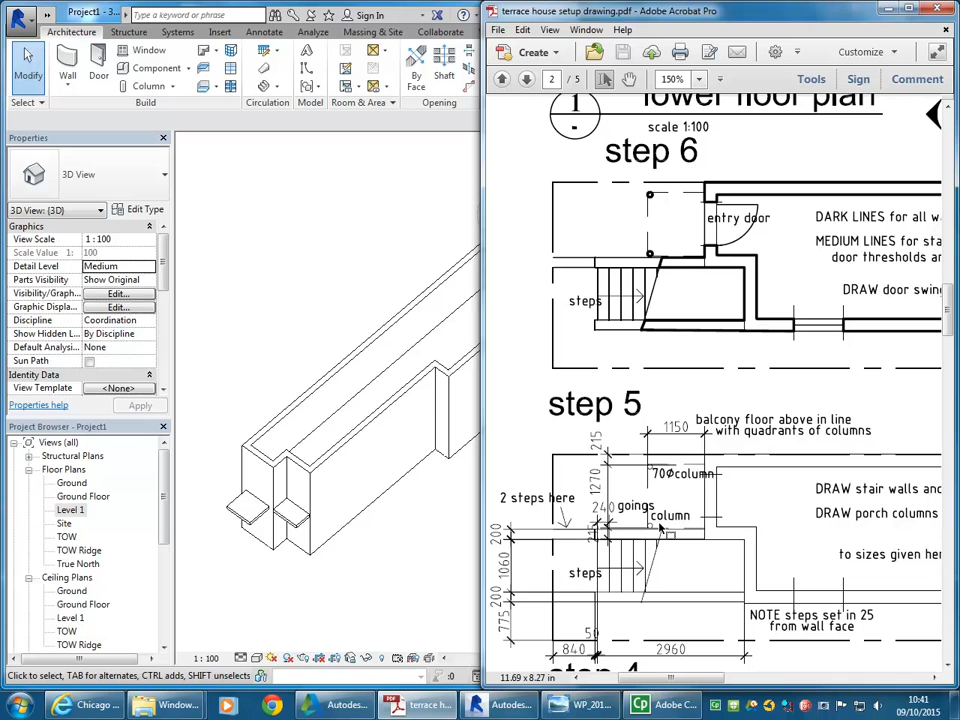 Project1 - 3...
Type a keyword or phrase
Sign In
Architecture Structure Systems Insert Annotate Analyze Massing & Site Collaborate
Modify
Wall
Door
Window
Component
Column
By
Face
Shaft
Select
Build
Circulation
Model
Room & Area
Opening
Properties
3D View
3D View: {3D}
Edit Type
Graphics
View Scale 1 : 100
Scale Value 1: 100
Detail Level Medium
Parts Visibility Show Original
Visibility/Graph... Edit...
Graphic Displa... Edit...
Discipline Coordination
Show Hidden L... By Discipline
Default Analysi... None
Sun Path
Identity Data
View Template <None>
Properties help
Apply
Project Browser - Project1
Views (all)
Structural Plans
Floor Plans
Ground
Ground Floor
Level 1
Site
TOW
TOW Ridge
True North
Ceiling Plans
Ground
Ground Floor
Level 1
TOW
TOW Ridge
1 : 100
Click to select, TAB for alternates, CTRL adds, SHIFT unselects.
:0
terrace house setup drawing.pdf - Adobe Acrobat Pro
File Edit View Window Help
Create
Customize
2 / 5
150%
Tools
Sign
Comment
1
-
lower floor plan
scale 1:100
step 6
entry door
DARK LINES for all w
MEDIUM LINES for sta
door thresholds an
DRAW door swing
steps
step 5
balcony floor above in line
with quadrants of columns
1150
215
1270
70Øcolumn
2 steps here
240
goings
column
DRAW stair walls and
DRAW porch columns
to sizes given her
200
215
1060
steps
200
775
NOTE steps set in 25
from wall face
50
840
2960
step 4
11.69 x 8.27 in
Chicago ...
Autodes...
terrace h...
Autodes...
WP_201...
Adobe C...
10:41
09/10/2015